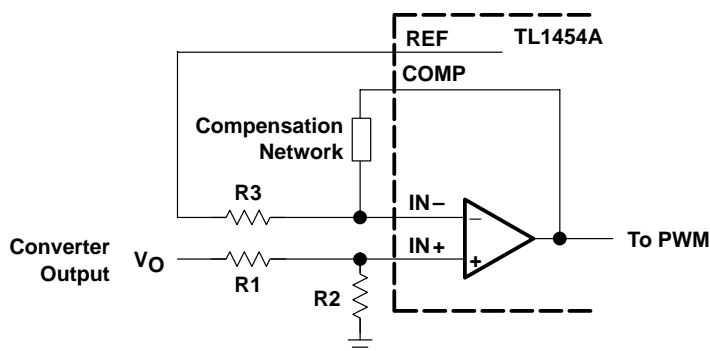 REF
TL1454A
COMP
Compensation
Network
R3
IN−
−
Converter
Output
VO
R1
IN+
+
R2
To PWM